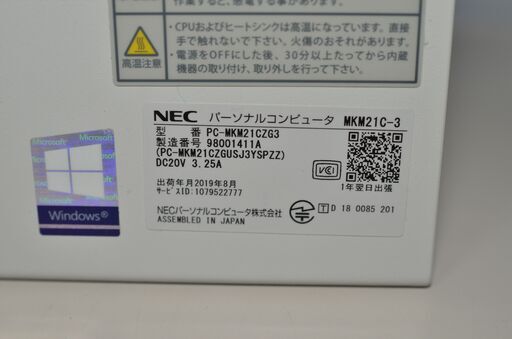 ・CPUおよびヒートシンクは高温になっています。直接
手で触れないで下さい。火傷のおそれがあります。
・電源をOFFにして、30分以上たってから内蔵
機器の取り付け、取り外しを行って下さい。
高温注意
NEC パーソナルコンピュータ MKM21C-3
型 番 PC-MKM21CZG3
製造番号 98001411A
(PC-MKM21CZGUSJ3YSPZZ)
DC20V 3.25A
VCI
1年翌日出張
出荷年月2019年8月
サービスID:1079522777
NECパーソナルコンピュータ株式会社
ASSEMBLED IN JAPAN
T D 18 0085 201
Microsoft
Microsoft
Windows®